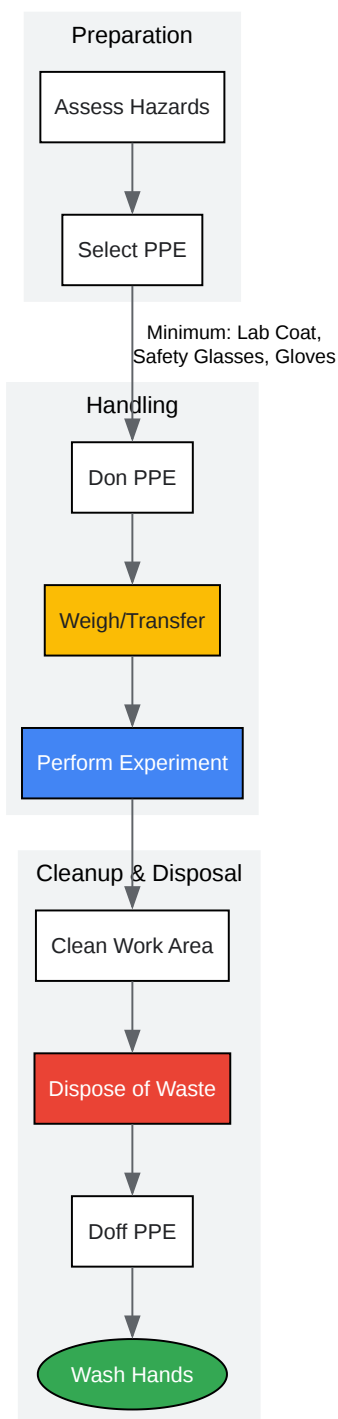 Preparation
Assess Hazards
Select PPE
Minimum: Lab Coat,
Safety Glasses, Gloves
Handling
Don PPE
Weigh/Transfer
Perform Experiment
Cleanup & Disposal
Clean Work Area
Dispose of Waste
Doff PPE
Wash Hands